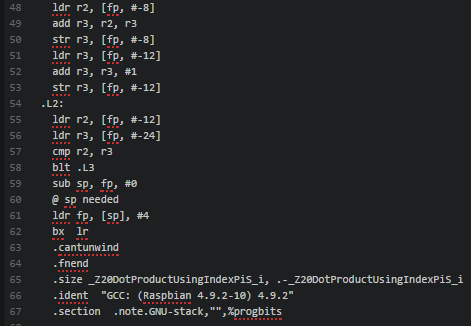 48 ldr r2, [fp, #-8]
49 add r3, r2, r3
50 str r3, [fp, #-8]
51 ldr r3, [fp, #-12]
52 add r3, r3, #1
53 str r3, [fp, #-12]
54 .L2:
55 ldr r2, [fp, #-12]
56 ldr r3, [fp, #-24]
57 cmp r2, r3
58 blt .L3
59 sub sp, fp, #0
60 @ sp needed
61 ldr fp, [sp], #4
62 bx lr
63 .cantunwind
64 .fnend
65 .size _Z20DotProductUsingIndexPiS_i, .-_Z20DotProductUsingIndexPiS_i
66 .ident "GCC: (Raspbian 4.9.2-10) 4.9.2"
67 .section .note.GNU-stack,"",%progbits